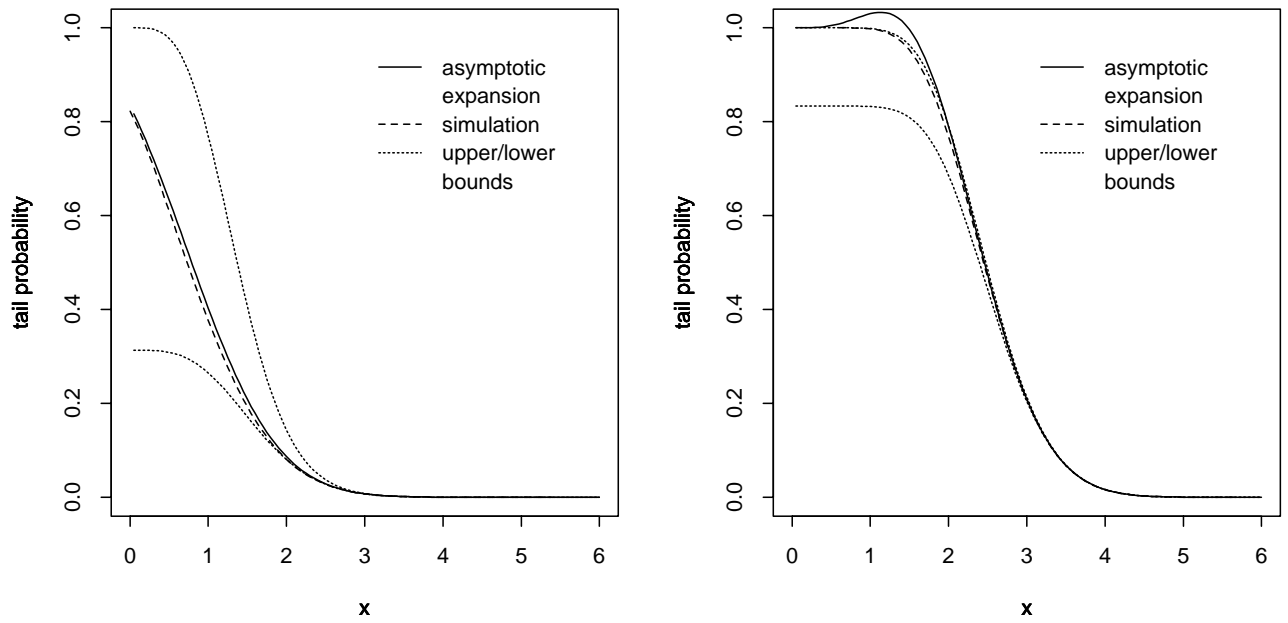 1.0
0.8
0.6
0.4
0.2
0.0
tail probability
asymptotic
expansion
simulation
upper/lower
bounds
0 1 2 3 4 5 6
x
1.0
0.8
0.6
0.4
0.2
0.0
tail probability
asymptotic
expansion
simulation
upper/lower
bounds
0 1 2 3 4 5 6
x